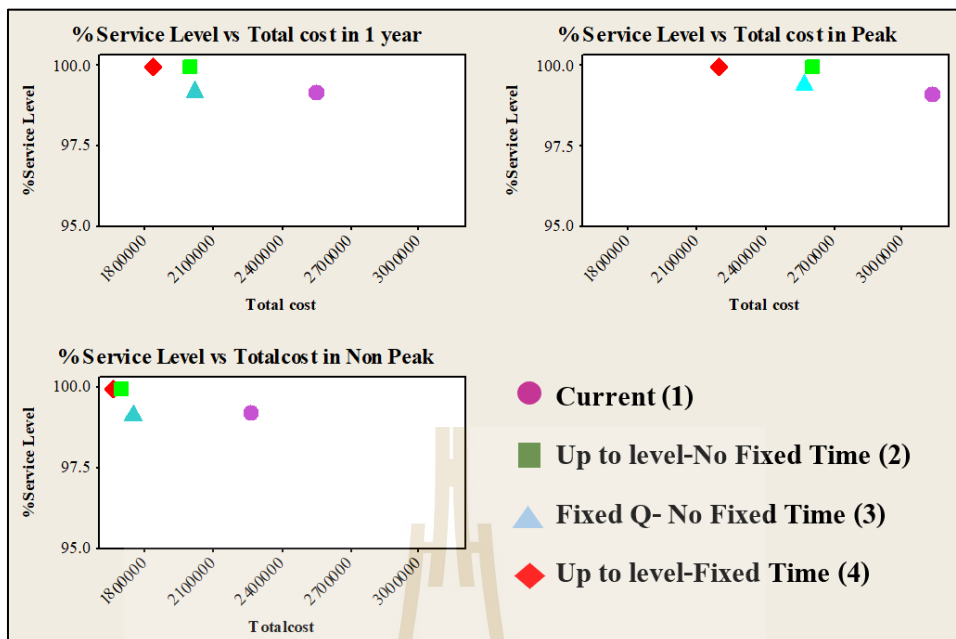 % Service Level vs Total cost in 1 year
100.0
97.5
95.0
%Service Level
1800000
2100000
2400000
2700000
3000000
Total cost
% Service Level vs Total cost in Peak
100.0
97.5
95.0
%Service Level
1800000
2100000
2400000
2700000
3000000
Total cost
% Service Level vs Totalcost in Non Peak
100.0
97.5
95.0
%Service Level
1800000
2100000
2400000
2700000
3000000
Totalcost
Current (1)
Up to level-No Fixed Time (2)
Fixed Q- No Fixed Time (3)
Up to level-Fixed Time (4)